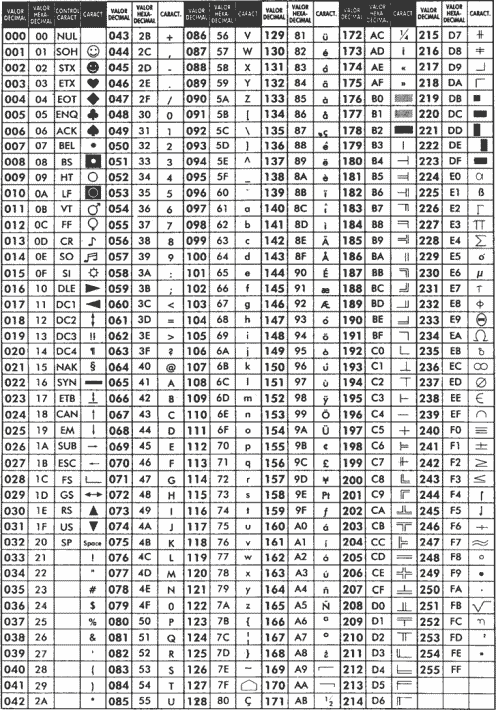 VALOR DECIMAL VALOR HEXA- DECIMAL CONTROL CARACT CARACT. VALOR DECIMAL VALOR HEXA- DECIMAL CARACT. VALOR DECIMAL VALOR HEXA- DECIMAL CARACT. VALOR DECIMAL VALOR HEXA- DECIMAL CARACT. VALOR DECIMAL VALOR HEXA- DECIMAL CARACT. VALOR DECIMAL VALOR HEXA- DECIMAL CARACT.
000 00 NUL 043 2B + 086 56 V 129 81 ü 172 AC ¼ 215 D7 ╫
001 01 SOH ☺ 044 2C , 087 57 W 130 82 é 173 AD ¡ 216 D8 ╪
002 02 STX ☻ 045 2D - 088 58 X 131 83 â 174 AE « 217 D9 ┘
003 03 ETX ♥ 046 2E . 089 59 Y 132 84 ä 175 AF » 218 DA ┌
004 04 EOT ♦ 047 2F / 090 5A Z 133 85 à 176 B0 ░ 219 DB █
005 05 ENQ ♣ 048 30 0 091 5B [ 134 86 å 177 B1 ▒ 220 DC ▄
006 06 ACK ♠ 049 31 1 092 5C \ 135 87 ç 178 B2 ▓ 221 DD ▌
007 07 BEL • 050 32 2 093 5D ] 136 88 ê 179 B3 │ 222 DE ▐
008 08 BS ◘ 051 33 3 094 5E ^ 137 89 ë 180 B4 ┤ 223 DF ▀
009 09 HT ○ 052 34 4 095 5F _ 138 8A è 181 B5 ╡ 224 E0 α
010 0A LF ◙ 053 35 5 096 60 ` 139 8B ï 182 B6 ╢ 225 E1 ß
011 0B VT ♂ 054 36 6 097 61 a 140 8C î 183 B7 ╖ 226 E2 Γ
012 0C FF ♀ 055 37 7 098 62 b 141 8D ì 184 B8 ╕ 227 E3 π
013 0D CR ♪ 056 38 8 099 63 c 142 8E Ä 185 B9 ╣ 228 E4 Σ
014 0E SO ♫ 057 39 9 100 64 d 143 8F Å 186 BA ║ 229 E5 σ
015 0F SI ☼ 058 3A : 101 65 e 144 90 É 187 BB ╗ 230 E6 µ
016 10 DLE ► 059 3B ; 102 66 f 145 91 æ 188 BC ╝ 231 E7 τ
017 11 DC1 ◄ 060 3C < 103 67 g 146 92 Æ 189 BD ╜ 232 E8 Φ
018 12 DC2 ↕ 061 3D = 104 68 h 147 93 ô 190 BE ╛ 233 E9 Θ
019 13 DC3 ‼ 062 3E > 105 69 i 148 94 ö 191 BF ┐ 234 EA Ω
020 14 DC4 ¶ 063 3F ? 106 6A j 149 95 ò 192 C0 └ 235 EB δ
021 15 NAK § 064 40 @ 107 6B k 150 96 û 193 C1 ┴ 236 EC ∞
022 16 SYN ▬ 065 41 A 108 6C l 151 97 ù 194 C2 ┬ 237 ED Ø
023 17 ETB ↨ 066 42 B 109 6D m 152 98 ÿ 195 C3 ├ 238 EE ∈
024 18 CAN ↑ 067 43 C 110 6E n 153 99 Ö 196 C4 ─ 239 EF ∩
025 19 EM ↓ 068 44 D 111 6F o 154 9A Ü 197 C5 ┼ 240 F0 ≡
026 1A SUB → 069 45 E 112 70 p 155 9B ¢ 198 C6 ╞ 241 F1 ±
027 1B ESC ← 070 46 F 113 71 q 156 9C £ 199 C7 ╟ 242 F2 ≥
028 1C FS ∟ 071 47 G 114 72 r 157 9D ¥ 200 C8 ╚ 243 F3 ≤
029 1D GS ↔ 072 48 H 115 73 s 158 9E Pt 201 C9 ╔ 244 F4 ⌠
030 1E RS ▲ 073 49 I 116 74 t 159 9F ƒ 202 CA ╩ 245 F5 ⌡
031 1F US ▼ 074 4A J 117 75 u 160 A0 á 203 CB ╦ 246 F6 ÷
032 20 SP Space 075 4B K 118 76 v 161 A1 í 204 CC ╠ 247 F7 ≈
033 21 ! 076 4C L 119 77 w 162 A2 ó 205 CD ═ 248 F8 °
034 22 " 077 4D M 120 78 x 163 A3 ú 206 CE ╬ 249 F9 •
035 23 # 078 4E N 121 79 y 164 A4 ñ 207 CF ╧ 250 FA ·
036 24 $ 079 4F O 122 7A z 165 A5 Ñ 208 D0 ╨ 251 FB √
037 25 % 080 50 P 123 7B { 166 A6 ª 209 D1 ╤ 252 FC ⁿ
038 26 & 081 51 Q 124 7C ¦ 167 A7 º 210 D2 ╥ 253 FD ²
039 27 ' 082 52 R 125 7D } 168 A8 ¿ 211 D3 ╙ 254 FE ▪
040 28 ( 083 53 S 126 7E ~ 169 A9 ⌐ 212 D4 ╘ 255 FF
041 29 ) 084 54 T 127 7F ⌂ 170 AA ¬ 213 D5 ╒
042 2A * 085 55 U 128 80 Ç 171 AB ½ 214 D6 ╓